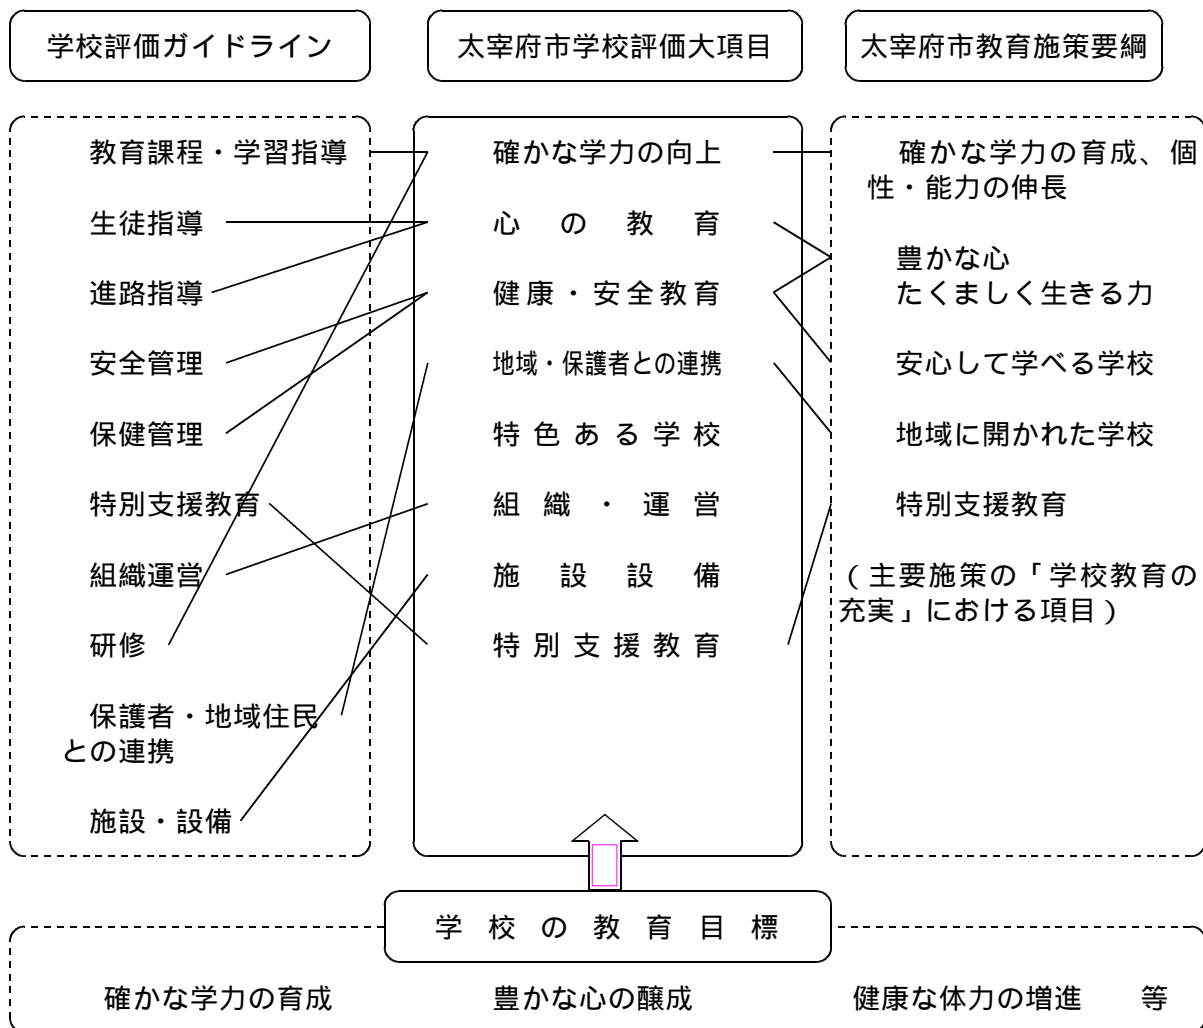 学校評価ガイドライン
太宰府市学校評価大項目
太宰府市教育施策要綱
教育課程・学習指導
生徒指導
進路指導
安全管理
保健管理
特別支援教育
組織運営
研修
保護者・地域住民
との連携
施設・設備
確かな学力の向上
心の教育
健康・安全教育
地域・保護者との連携
特色ある学校
組織・運営
施設設備
特別支援教育
確かな学力の育成、個
性・能力の伸長
豊かな心
たくましく生きる力
安心して学べる学校
地域に開かれた学校
特別支援教育
(主要施策の「学校教育の
充実」における項目)
学校の教育目標
確かな学力の育成 豊かな心の醸成 健康な体力の増進 等